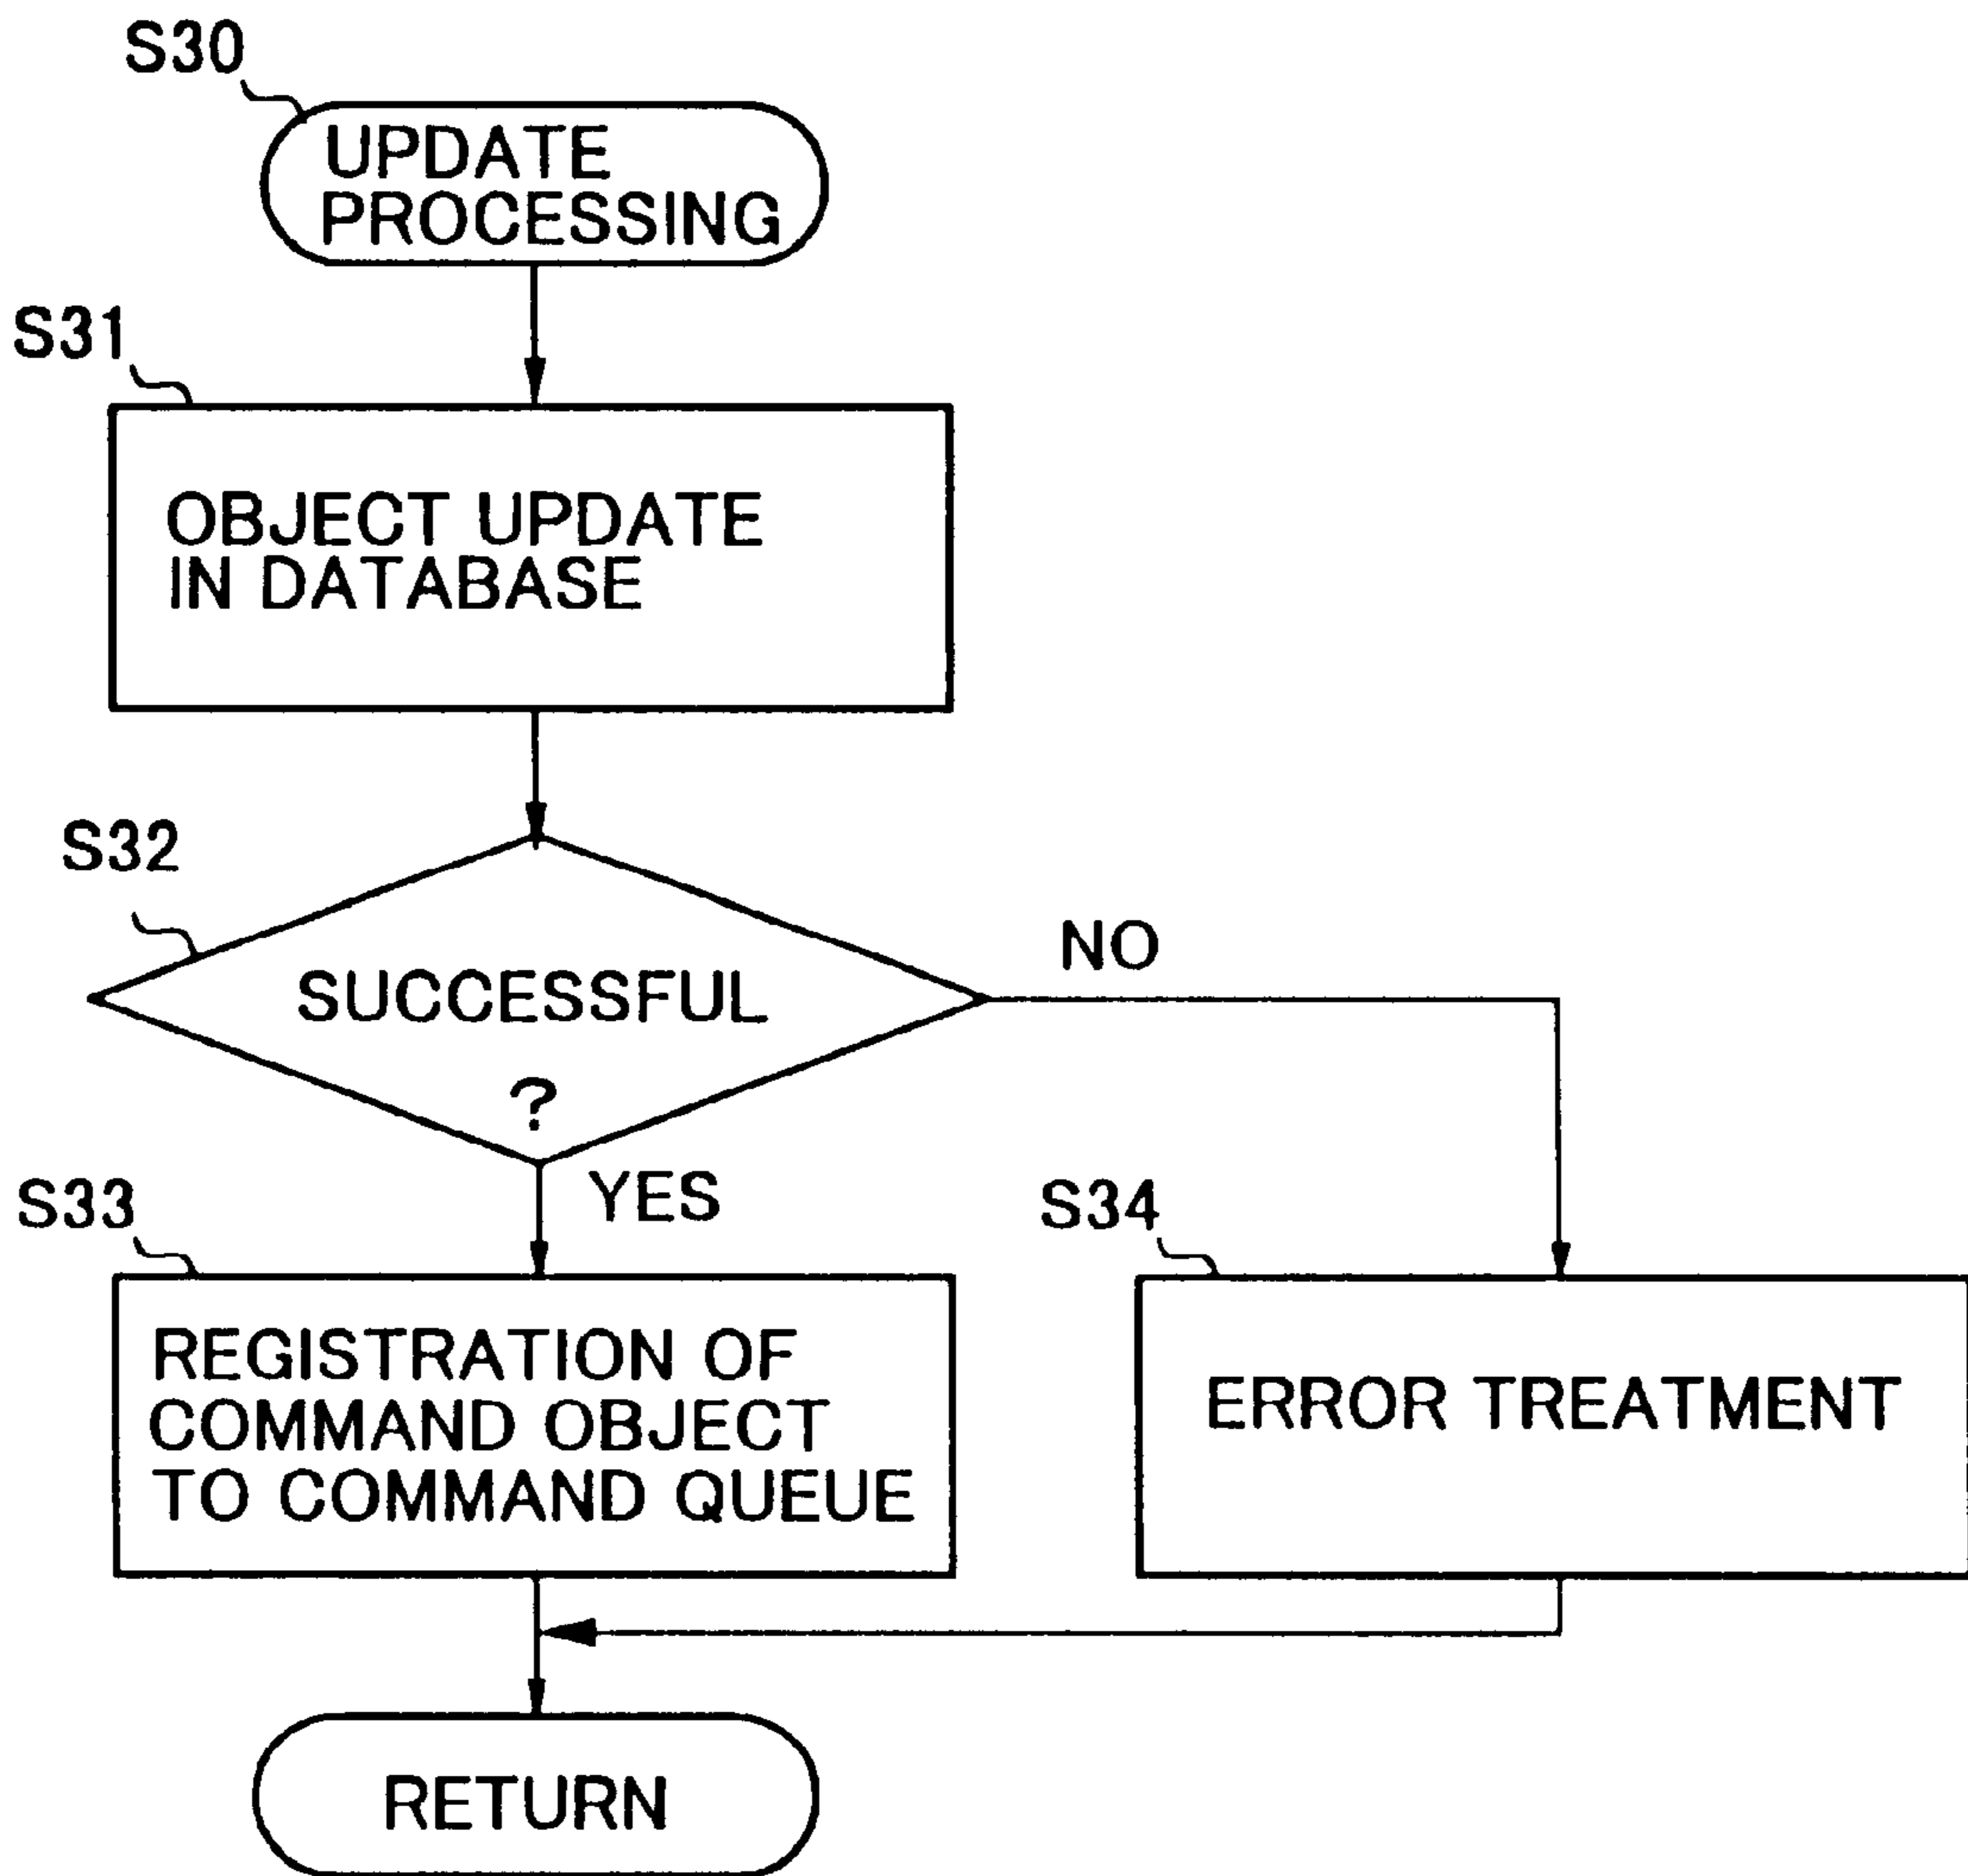 S30
UPDATE
PROCESSING
S31
OBJECT UPDATE
IN DATABASE
S32
SUCCESSFUL
?
NO
YES
S33
REGISTRATION OF
COMMAND OBJECT
TO COMMAND QUEUE
S34
ERROR TREATMENT
RETURN